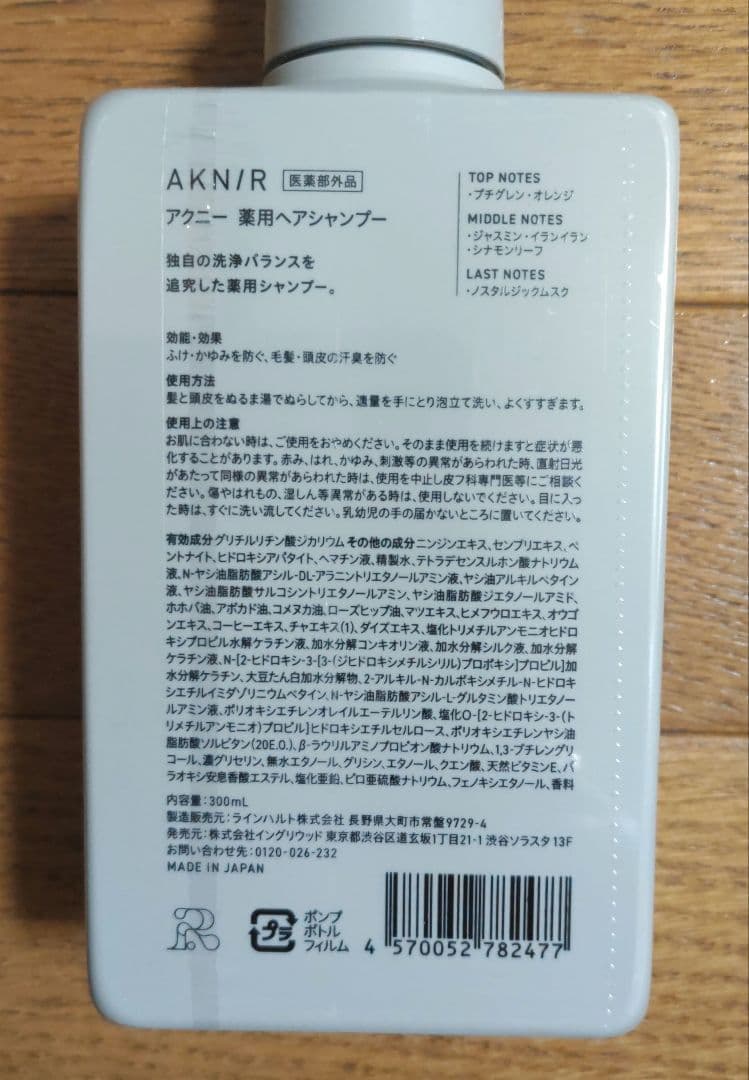 AKNIR 医薬部外品
アクニー 薬用ヘアシャンプー
独自の洗浄バランスを
追究した薬用シャンプー。
TOP NOTES
・プチグレン・オレンジ
MIDDLE NOTES
・ジャスミン・イランイラン
・シナモンリーフ
LAST NOTES
・ノスタルジックムスク
効能・効果
ふけ・かゆみを防ぐ、毛髪・頭皮の汗臭を防ぐ
使用方法
髪と頭皮をぬるま湯でぬらしてから、適量を手にとり泡立て洗い、よくすすぎます。
使用上の注意
お肌に合わない時は、ご使用をおやめください。そのまま使用を続けますと症状が悪
化することがあります。赤み、はれ、かゆみ、刺激等の異常があらわれた時、直射日光
があたって同様の異常があらわれた時は、使用を中止し皮フ科専門医等にご相談く
ださい。傷やはれもの、湿しん等異常がある時は、使用しないでください。目に入っ
た時は、すぐに洗い流してください。乳幼児の手の届かないところに置いてください。
有効成分 グリチルリチン酸ジカリウム その他の成分 ニンジンエキス、センブリエキス、ベ
ントナイト、ヒドロキシアパタイト、ヘマチン液、精製水、テトラデセンスルホン酸ナトリウム
液、N-ヤシ油脂肪酸アシル-DL-アラニントリエタノールアミン液、ヤシ油アルキルベタイン
液、ヤシ油脂肪酸サルコシントリエタノールアミン、ヤシ油脂肪酸ジエタノールアミド、
ホホバ油、アボカド油、コメヌカ油、ローズヒップ油、マツエキス、ヒメフウロエキス、オウゴ
ンエキス、コーヒーエキス、チャエキス(1)、ダイズエキス、塩化トリメチルアンモニオヒドロ
キシプロピル水解ケラチン液、加水分解コンキオリン液、加水分解シルク液、加水分解
ケラチン液、N-[2-ヒドロキシ-3-[3-(ジヒドロキシメチルシリル)プロポキシ]プロピル]加
水分解ケラチン、大豆たん白加水分解物、2-アルキル-N-カルボキシメチル-N-ヒドロキ
シエチルイミダゾリニウムベタイン、N-ヤシ油脂肪酸アシル-L-グルタミン酸トリエタノー
ルアミン液、ポリオキシエチレンオレイルエーテルリン酸、塩化O-[2-ヒドロキシ-3-(ト
リメチルアンモニオ)プロピル]ヒドロキシエチルセルロース、ポリオキシエチレンヤシ油
脂肪酸ソルビタン(20E.O.)、β-ラウリルアミノプロピオン酸ナトリウム、1,3-ブチレングリ
コール、濃グリセリン、無水エタノール、グリシン、エタノール、クエン酸、天然ビタミンE、パ
ラオキシ安息香酸エステル、塩化亜鉛、ピロ亜硫酸ナトリウム、フェノキシエタノール、香料
内容量：300mL
製造販売元：ラインハルト株式会社 長野県大町市常盤9729-4
発売元：株式会社イングリウッド 東京都渋谷区道玄坂1丁目21-1 渋谷ソラスタ 13F
お問い合わせ先：0120-026-232
MADE IN JAPAN
R
プラ
ポンプ
ボトル
フィルム
4 570052 782477